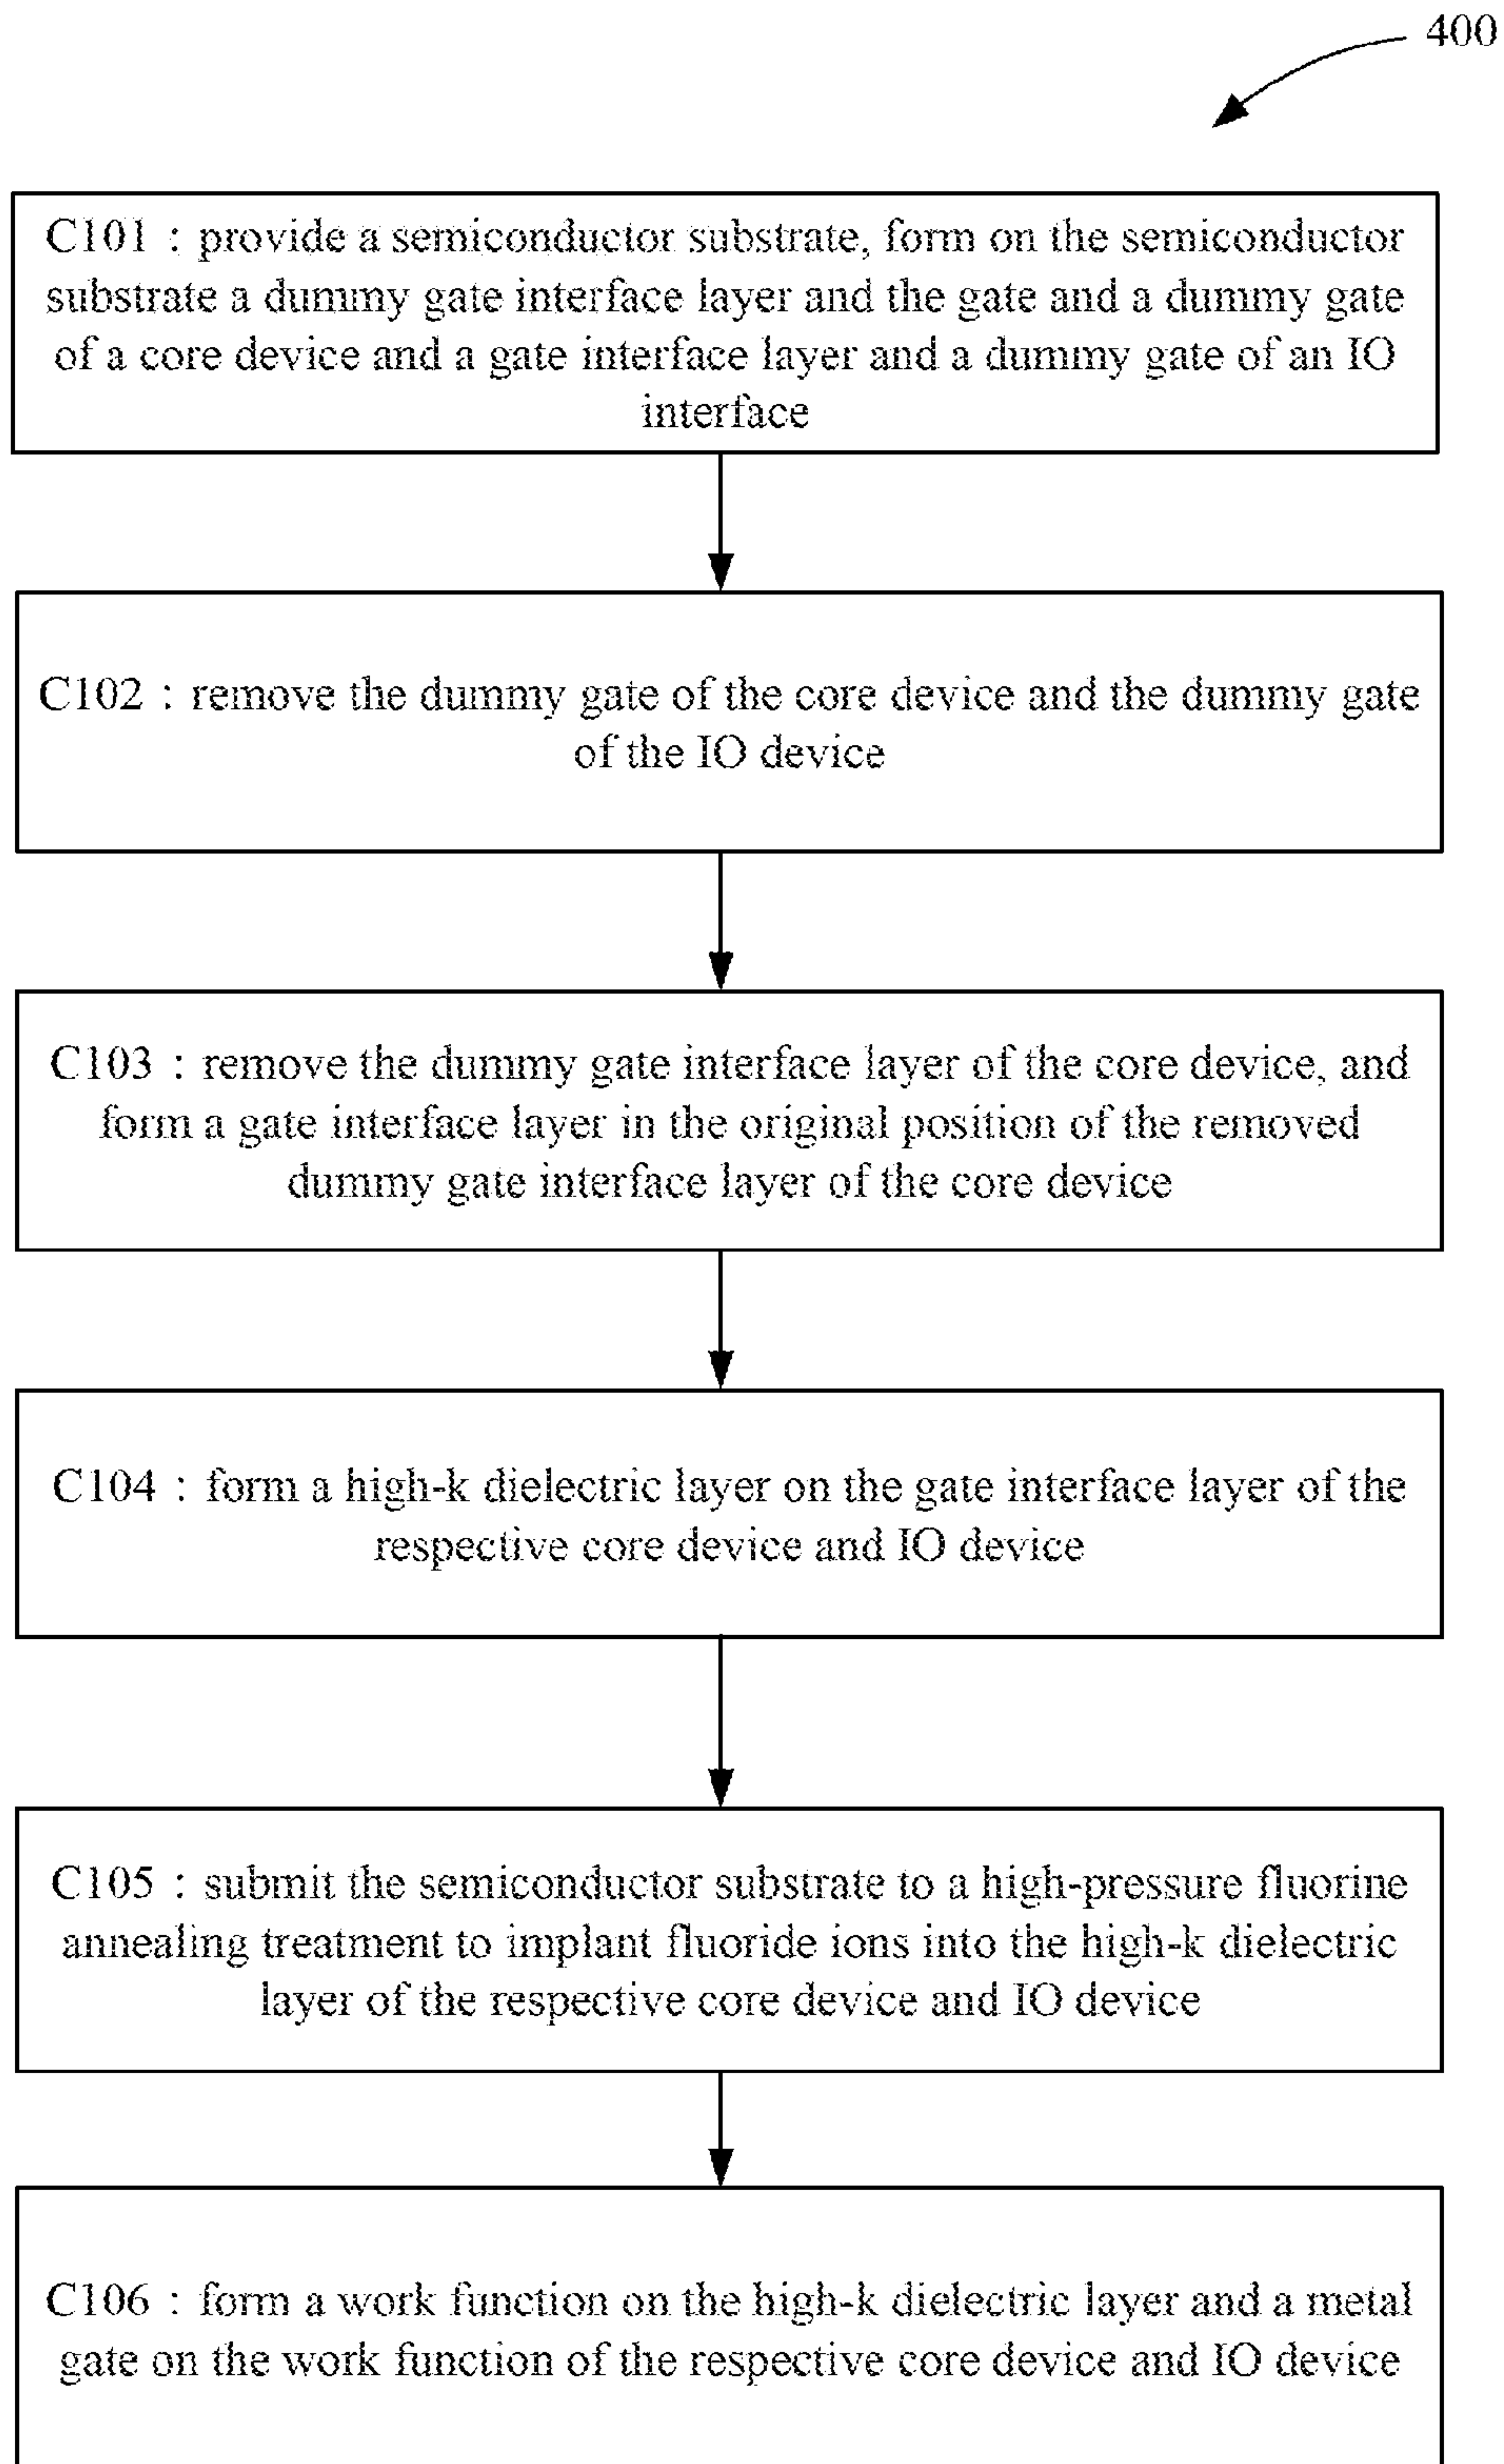 400
C101 : provide a semiconductor substrate, form on the semiconductor
substrate a dummy gate interface layer and the gate and a dummy gate
of a core device and a gate interface layer and a dummy gate of an IO
interface
C102 : remove the dummy gate of the core device and the dummy gate
of the IO device
C103 : remove the dummy gate interface layer of the core device, and
form a gate interface layer in the original position of the removed
dummy gate interface layer of the core device
C104 : form a high-k dielectric layer on the gate interface layer of the
respective core device and IO device
C105 : submit the semiconductor substrate to a high-pressure fluorine
annealing treatment to implant fluoride ions into the high-k dielectric
layer of the respective core device and IO device
C106 : form a work function on the high-k dielectric layer and a metal
gate on the work function of the respective core device and IO device